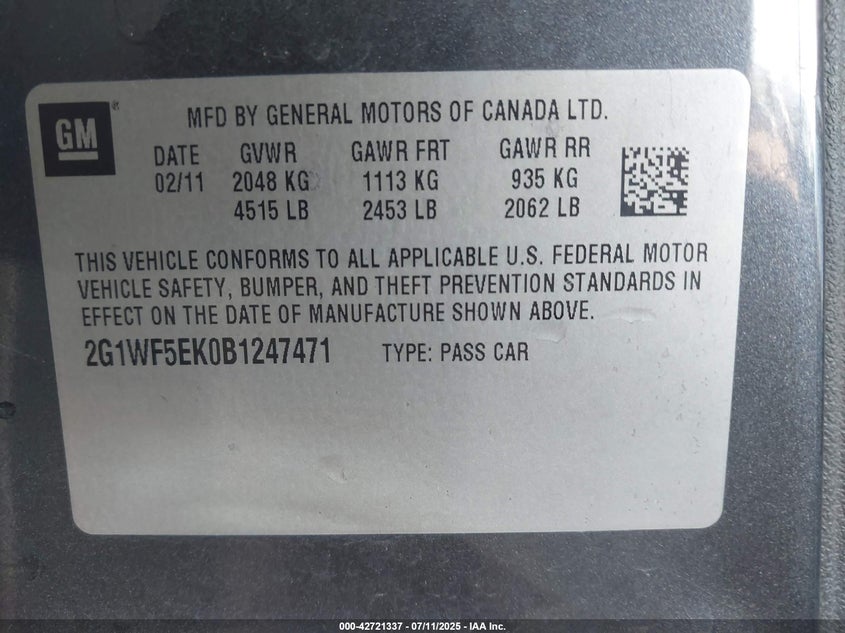 GM
®
MFD BY GENERAL MOTORS OF CANADA LTD.
DATE GVWR GAWR FRT GAWR RR
02/11 2048 KG 1113 KG 935 KG
4515 LB 2453 LB 2062 LB
THIS VEHICLE CONFORMS TO ALL APPLICABLE U.S. FEDERAL MOTOR
VEHICLE SAFETY, BUMPER, AND THEFT PREVENTION STANDARDS IN
EFFECT ON THE DATE OF MANUFACTURE SHOWN ABOVE.
2G1WF5EK0B1247471 TYPE: PASS CAR
000-42721337 - 07/11/2025 - IAA Inc.